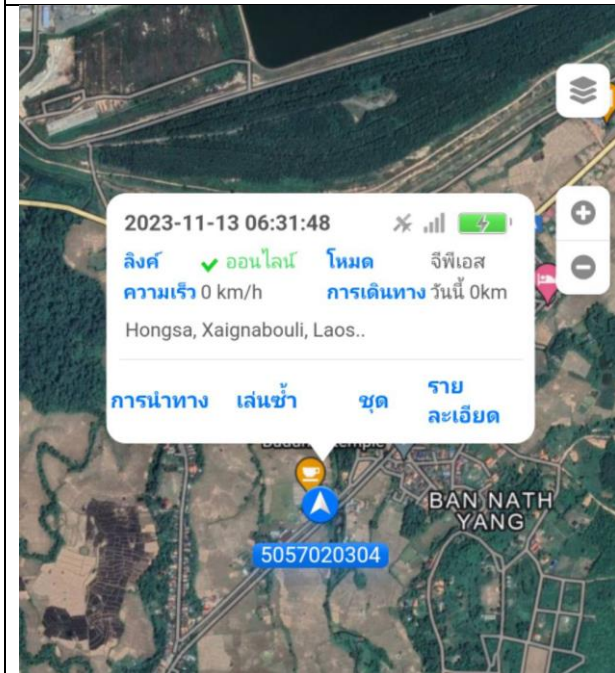 2023-11-13 06:31:48
ลิงค์ ออนไลน์ โหมด จีพีเอส
ความเร็ว 0 km/h การเดินทาง วันนี้ 0km
Hongsa, Xaignabouli, Laos..
การนำทาง เล่นซ้ำ ชุด ราย
ละเอียด
BAN NATH
YANG
5057020304